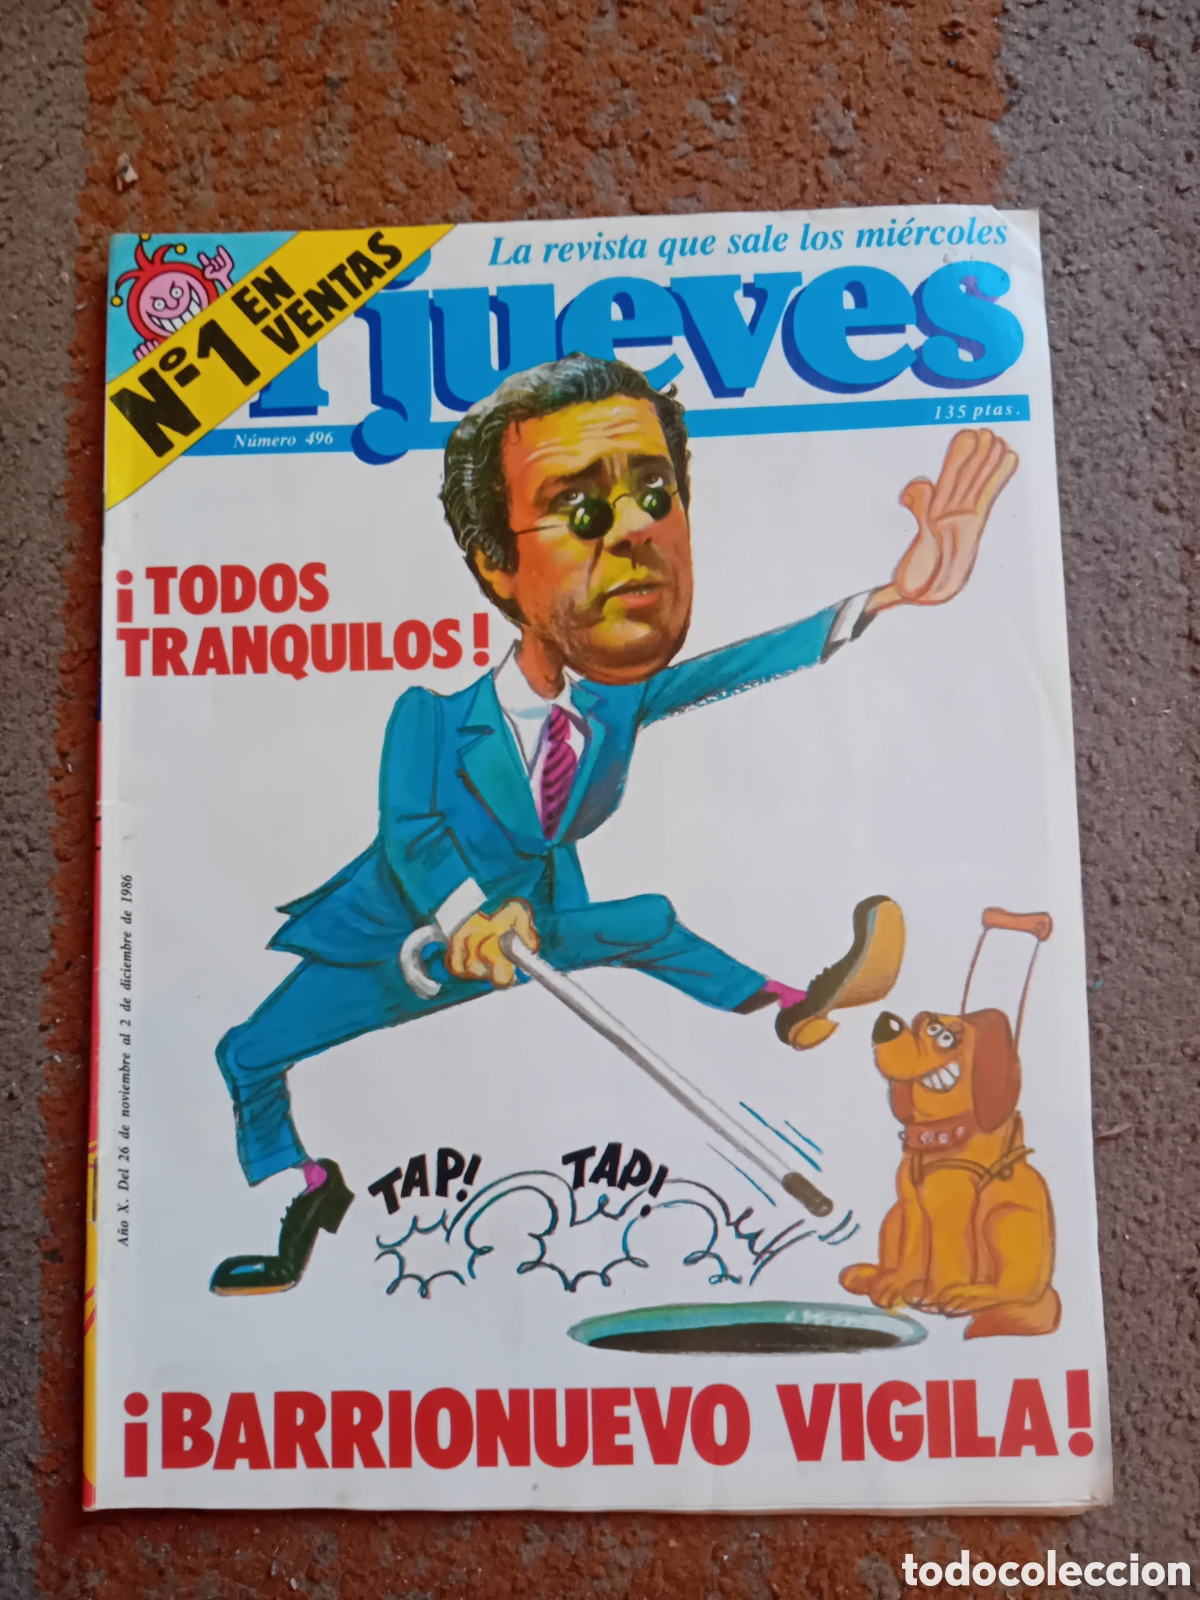 La revista que sale los miércoles
Nº1 EN VENTAS
l jueves
Número 496
135 ptas.
¡TODOS
TRANQUILOS!
Año X. Del 26 de noviembre al 2 de diciembre de 1986
TAP!
TAP!
¡BARRIONUEVO VIGILA!
todocoleccion